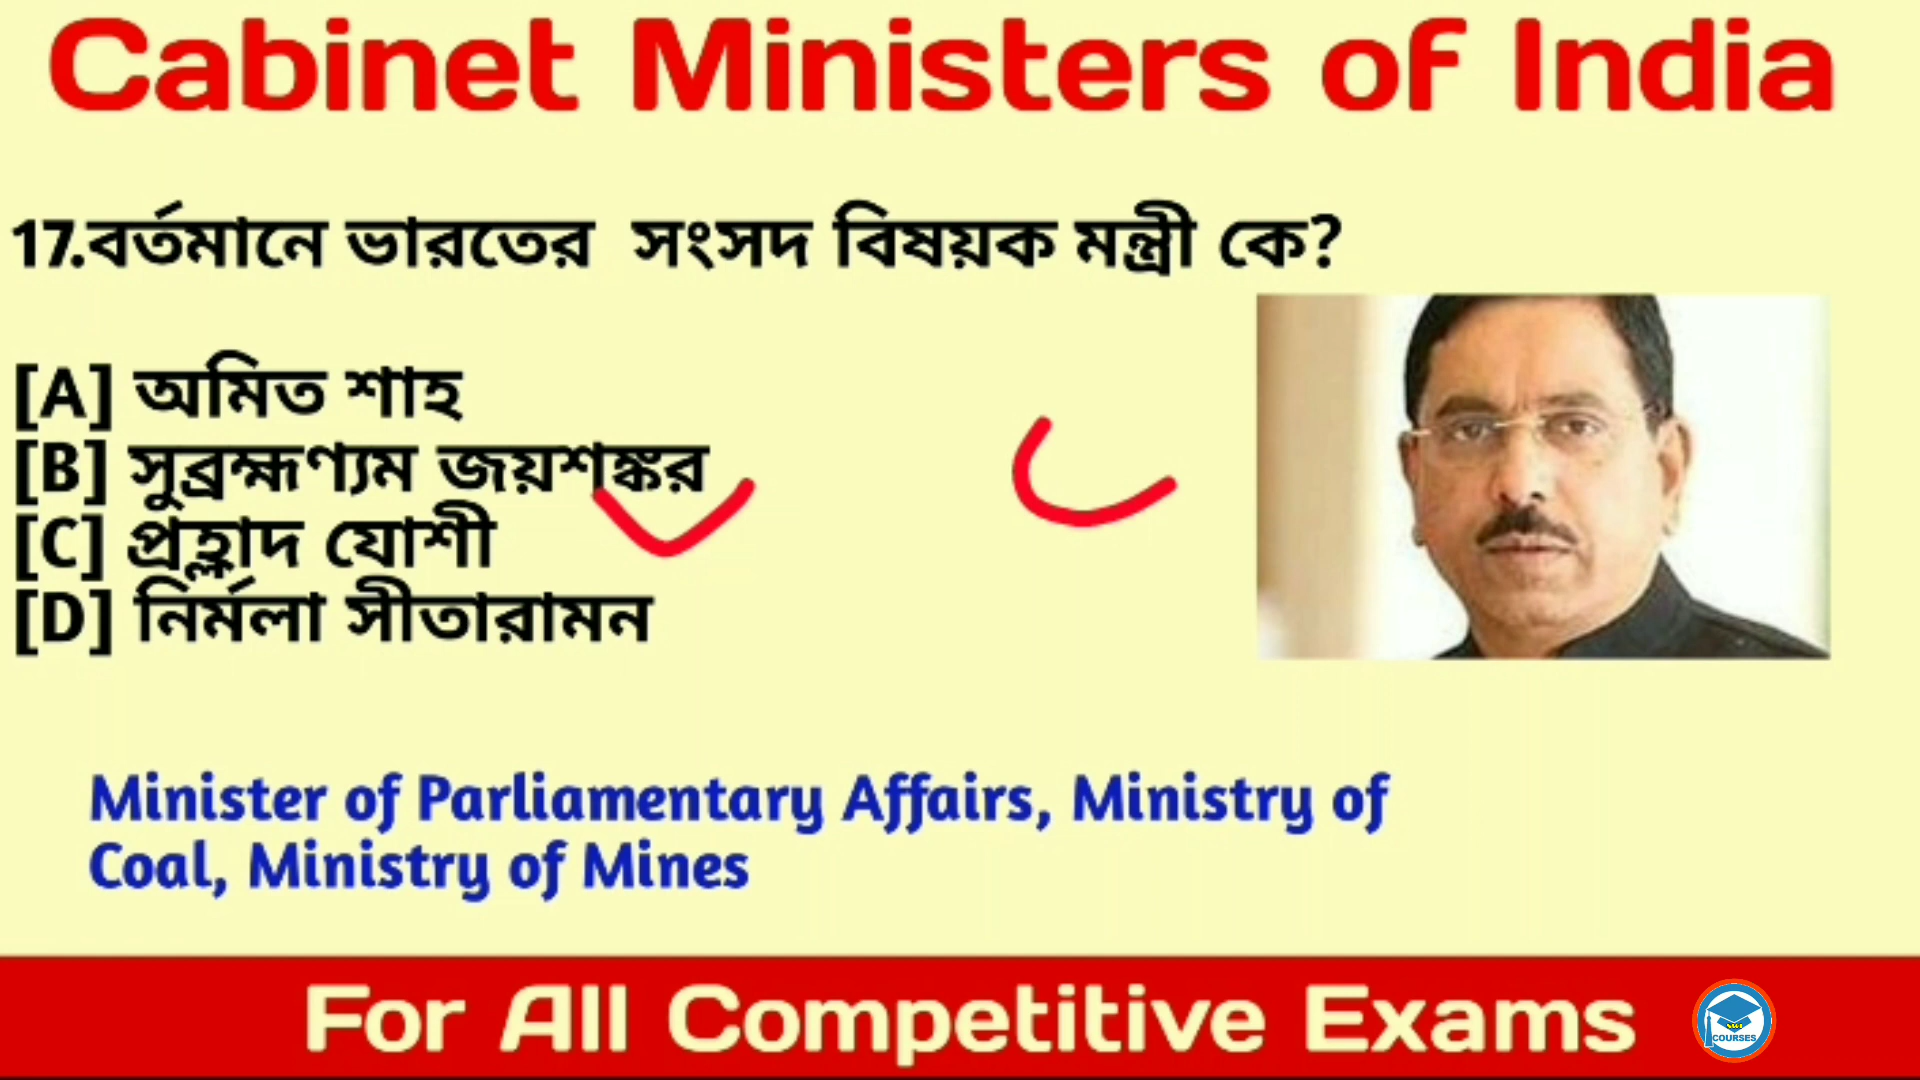 Cabinet Ministers of India
17.বর্তমানে ভারতের সংসদ বিষয়ক মন্ত্রী কে?
[A] অমিত শাহ
[B] সুব্রহ্মণ্যম জয়শঙ্কর
[C] প্রহ্লাদ যোশী
[D] নির্মলা সীতারামন
Minister of Parliamentary Affairs, Ministry of
Coal, Ministry of Mines
For All Competitive Exams
COURSES